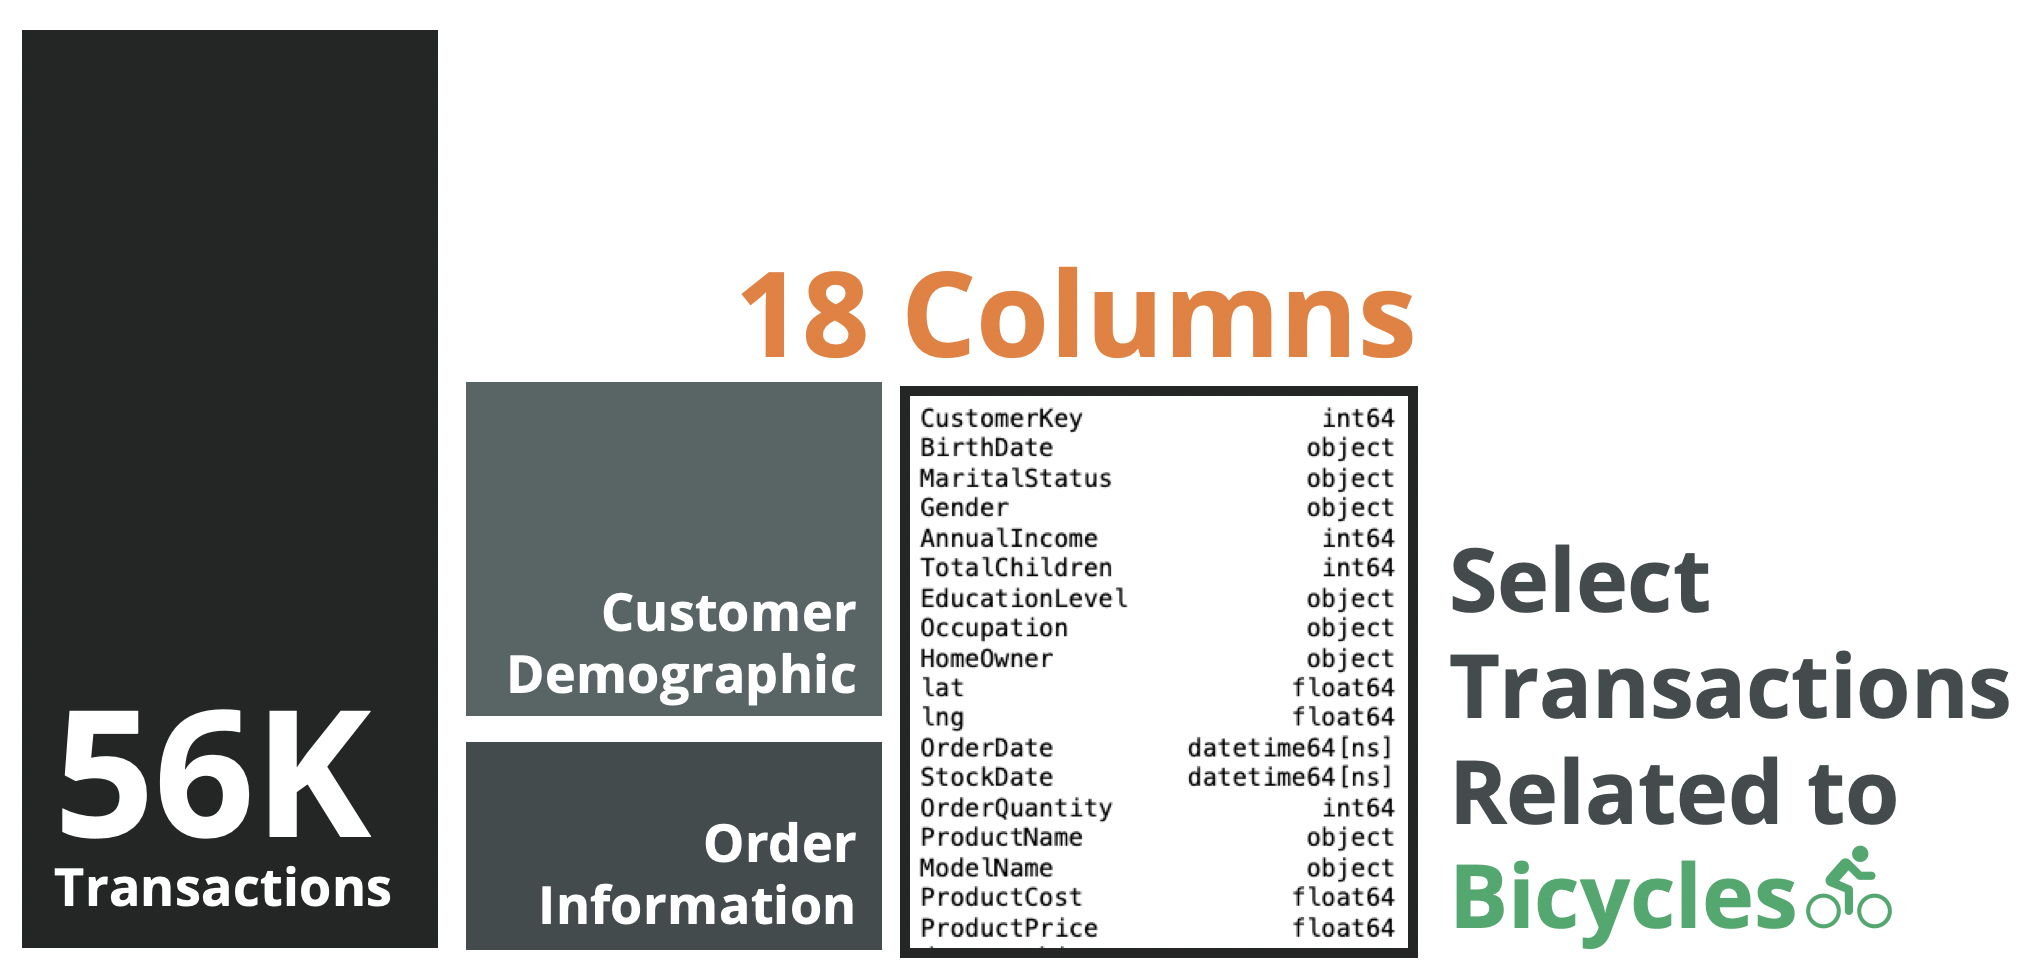 56K
Transactions
18 Columns
Customer
Demographic
Order
Information
CustomerKey int64
BirthDate object
MaritalStatus object
Gender object
AnnualIncome int64
TotalChildren int64
EducationLevel object
Occupation object
HomeOwner object
lat float64
lng float64
OrderDate datetime64[ns]
StockDate datetime64[ns]
OrderQuantity int64
ProductName object
ModelName object
ProductCost float64
ProductPrice float64
Select
Transactions
Related to
Bicycles